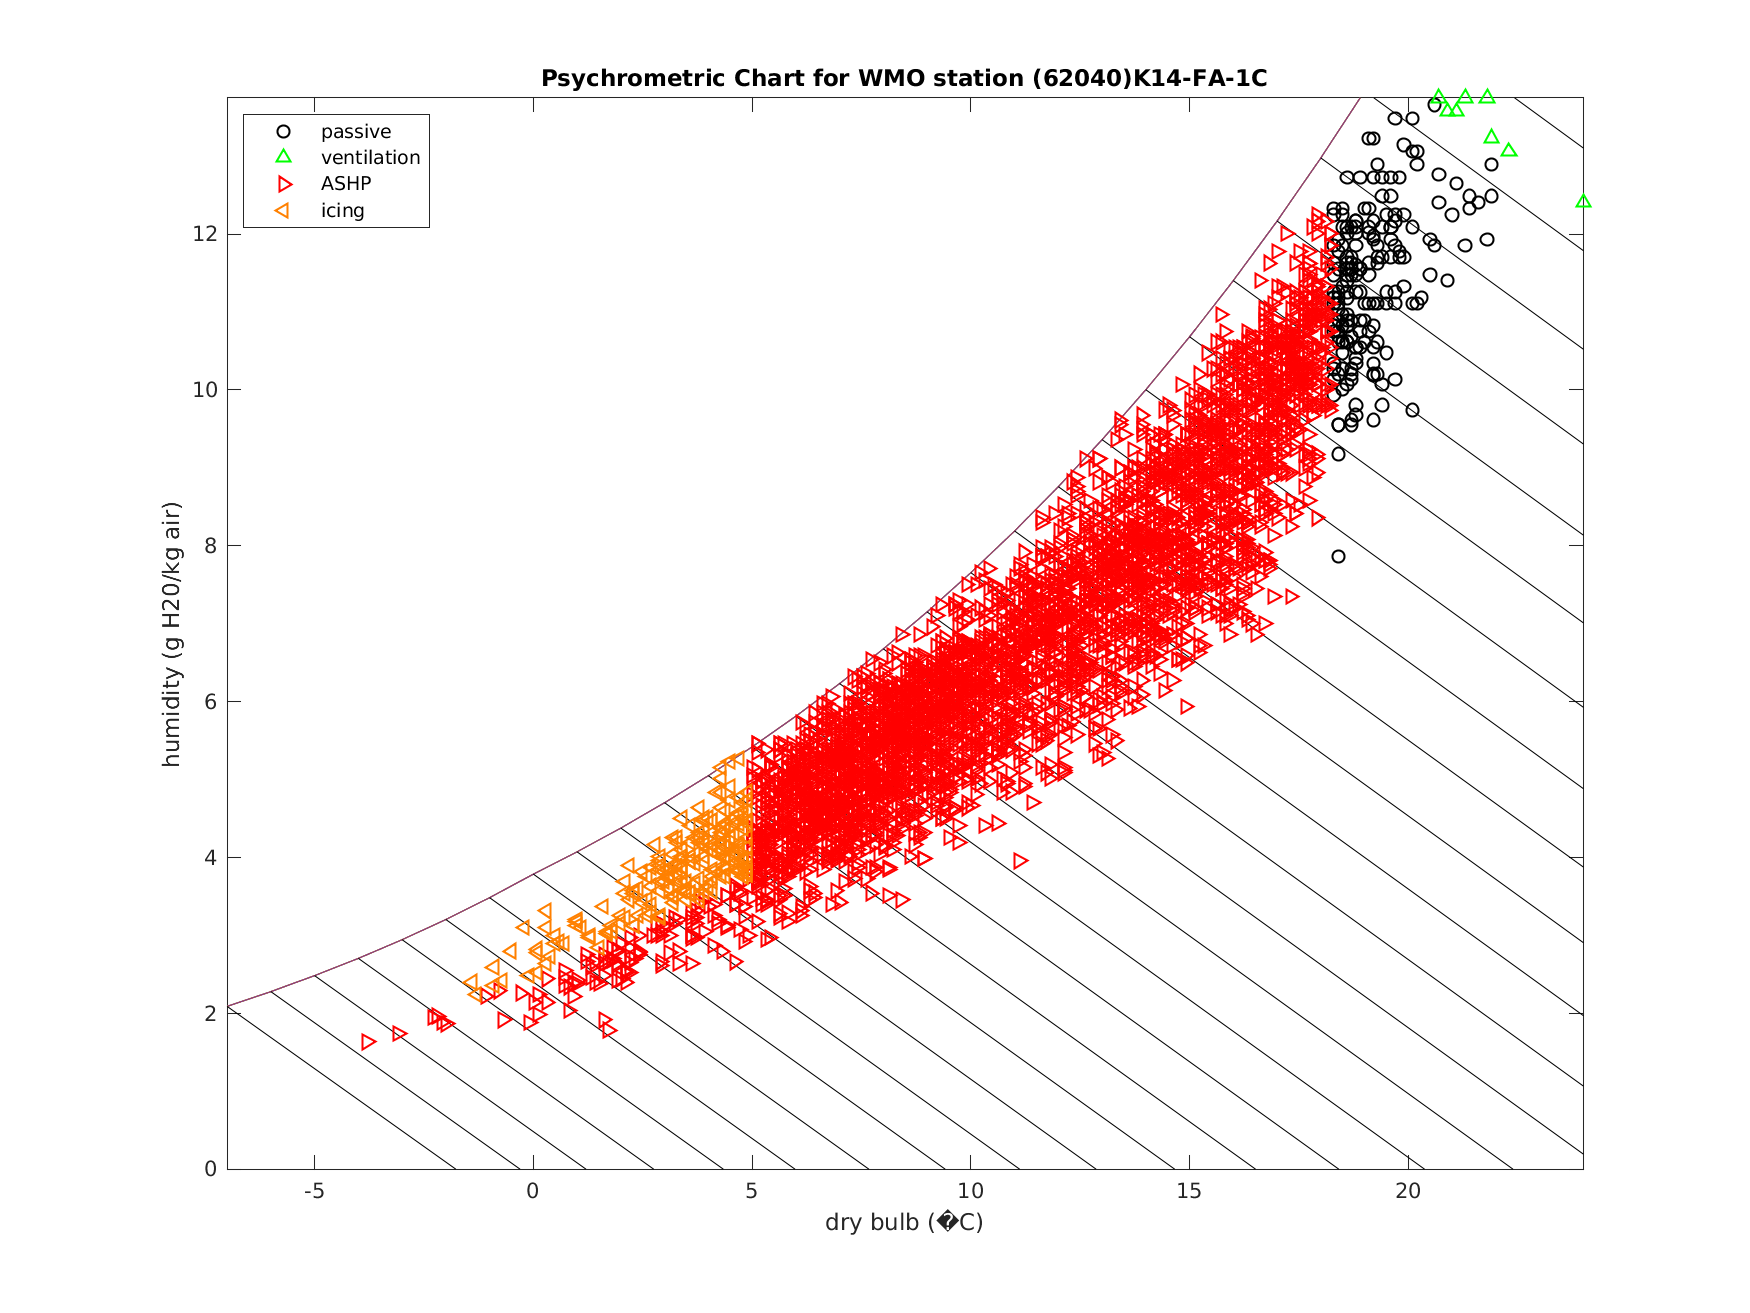 Psychrometric Chart for WMO station (62040)K14-FA-1C
passive
ventilation
ASHP
icing
humidity (g H20/kg air)
12
10
8
6
4
2
0
-5
0
5
10
15
20
dry bulb (�C)